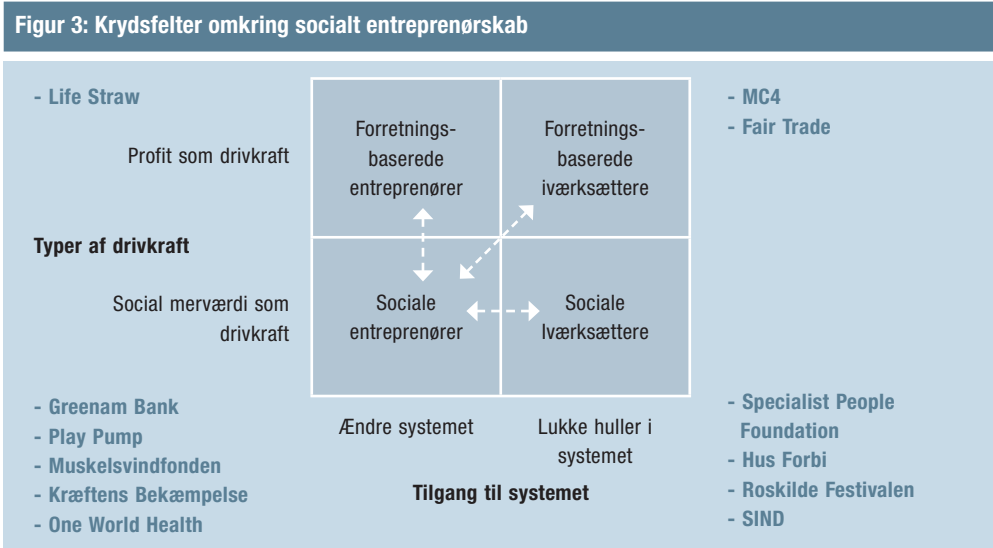 Figur 3: Krydsfelter omkring socialt entreprenørskab
- Life Straw
Profit som drivkraft
Typer af drivkraft
Social merværdi som
drivkraft
- Greenam Bank
- Play Pump
- Muskelsvindfonden
- Kræftens Bekæmpelse
- One World Health
Forretnings-
baserede
entreprenører
Forretnings-
baserede
iværksættere
Sociale
entreprenører
Sociale
Iværksættere
Ændre systemet
Lukke huller i
systemet
Tilgang til systemet
- MC4
- Fair Trade
- Specialist People
Foundation
- Hus Forbi
- Roskilde Festivalen
- SIND